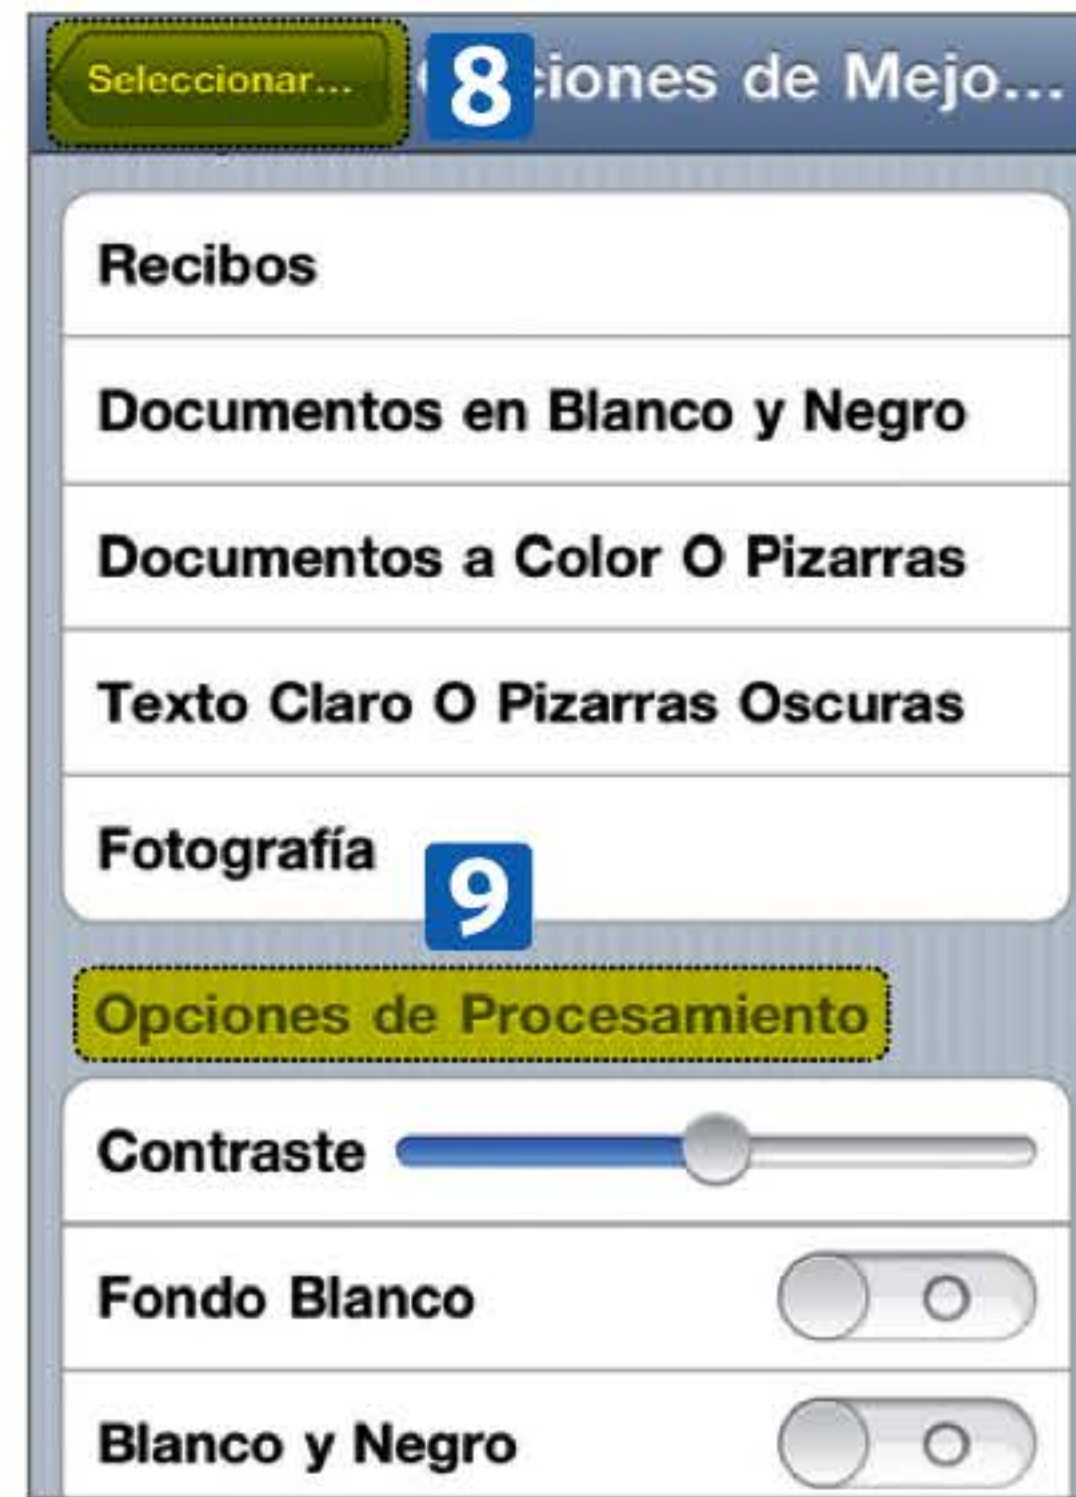 Seleccionar...
8
ciones de Mejo...
Recibos
Documentos en Blanco y Negro
Documentos a Color O Pizarras
Texto Claro O Pizarras Oscuras
Fotografía
9
Opciones de Procesamiento
Contraste
Fondo Blanco
Blanco y Negro